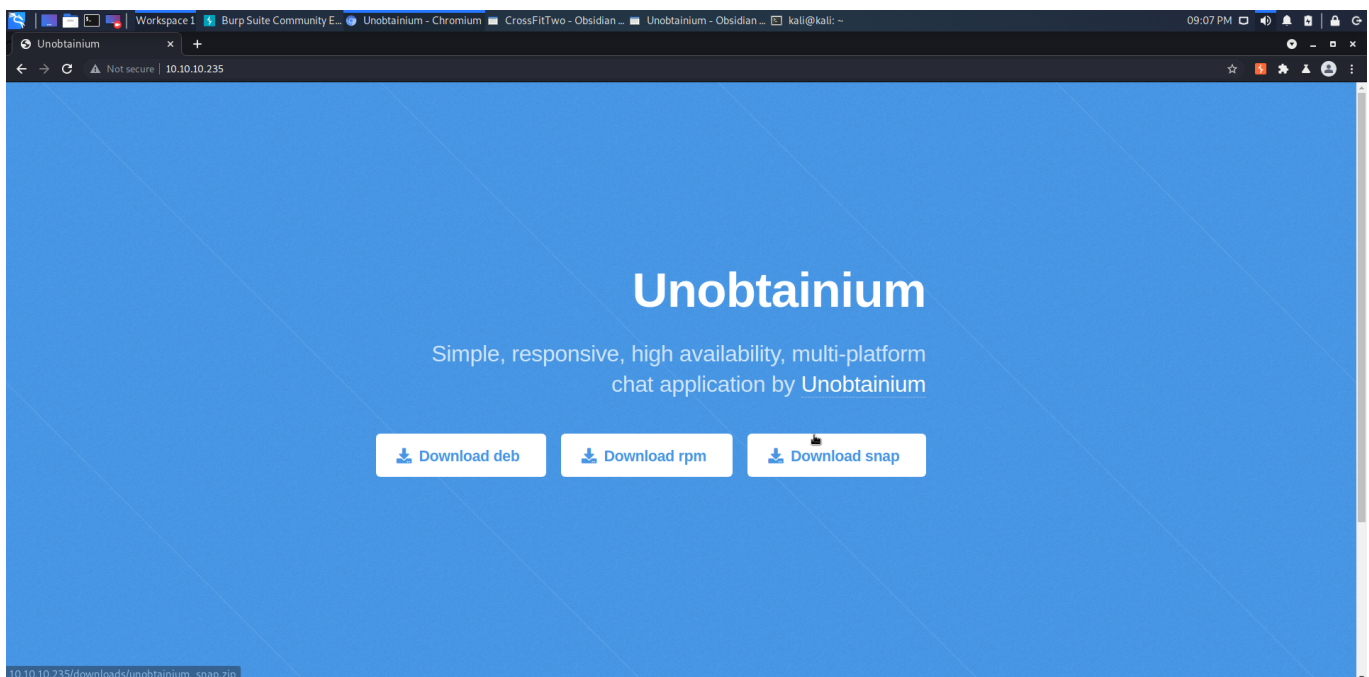 Workspace 1 Burp Suite Community E... Unobtainium - Chromium CrossFitTwo - Obsidian ... Unobtainium - Obsidian ... kali@kali: ~ 09:07 PM
Unobtainium
Not secure | 10.10.10.235
Unobtainium
Simple, responsive, high availability, multi-platform
chat application by Unobtainium
Download deb Download rpm Download snap
10.10.10.235/downloads/unobtainium_snap.zip